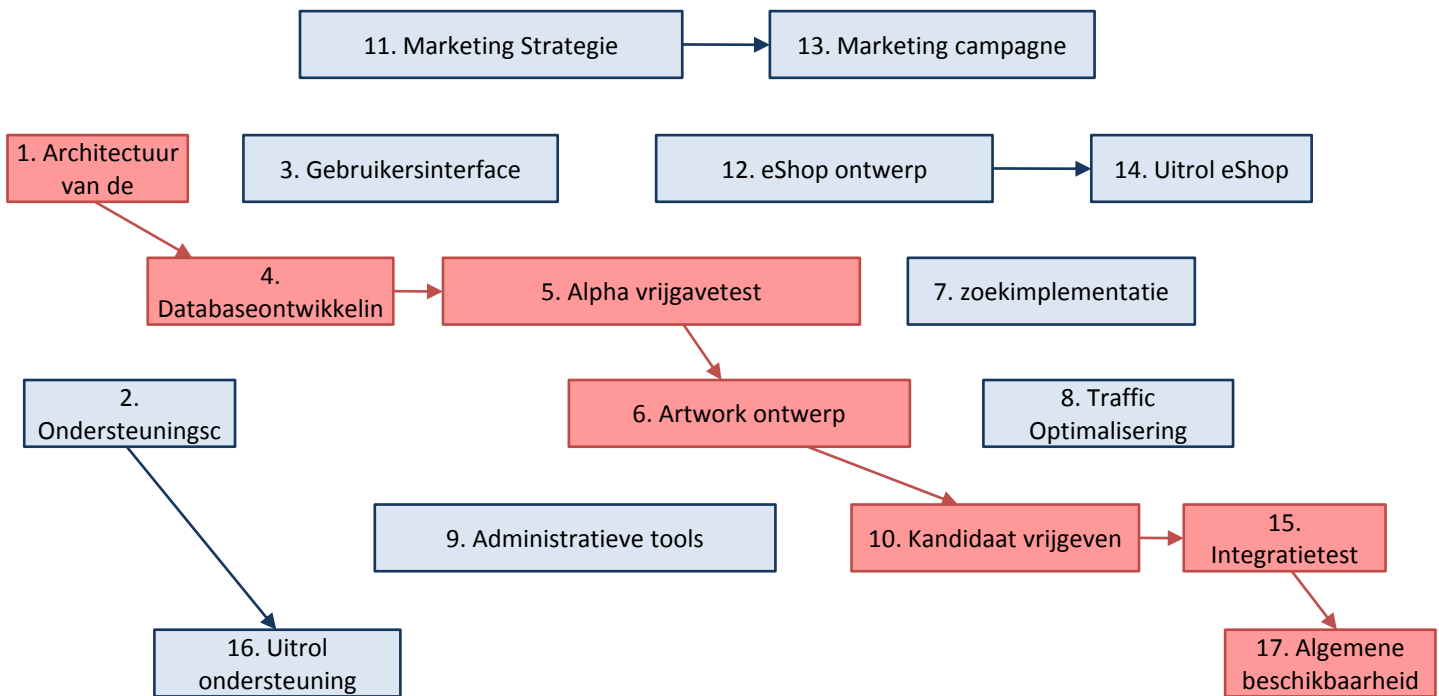 11. Marketing Strategie
13. Marketing campagne
1. Architectuur
van de
3. Gebruikersinterface
12. eShop ontwerp
14. Uitrol eShop
4.
Databaseontwikkelin
5. Alpha vrijgavetest
7. zoekimplementatie
2.
Ondersteuningsc
6. Artwork ontwerp
8. Traffic
Optimalisering
9. Administratieve tools
10. Kandidaat vrijgeven
15.
Integratietest
16. Uitrol
ondersteuning
17. Algemene
beschikbaarheid